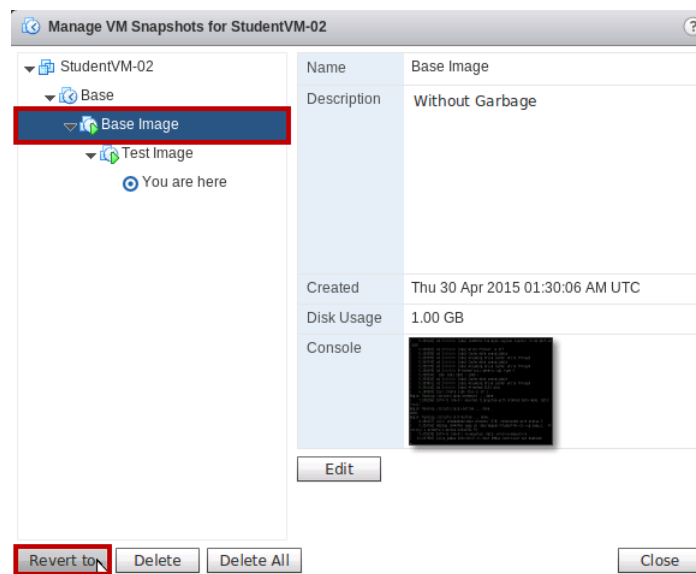 Manage VM Snapshots for StudentVM-02
?
StudentVM-02
Base
Base Image
Test Image
You are here
Name
Base Image
Description
Without Garbage
Created
Thu 30 Apr 2015 01:30:06 AM UTC
Disk Usage
1.00 GB
Console
Edit
Revert to
Delete
Delete All
Close